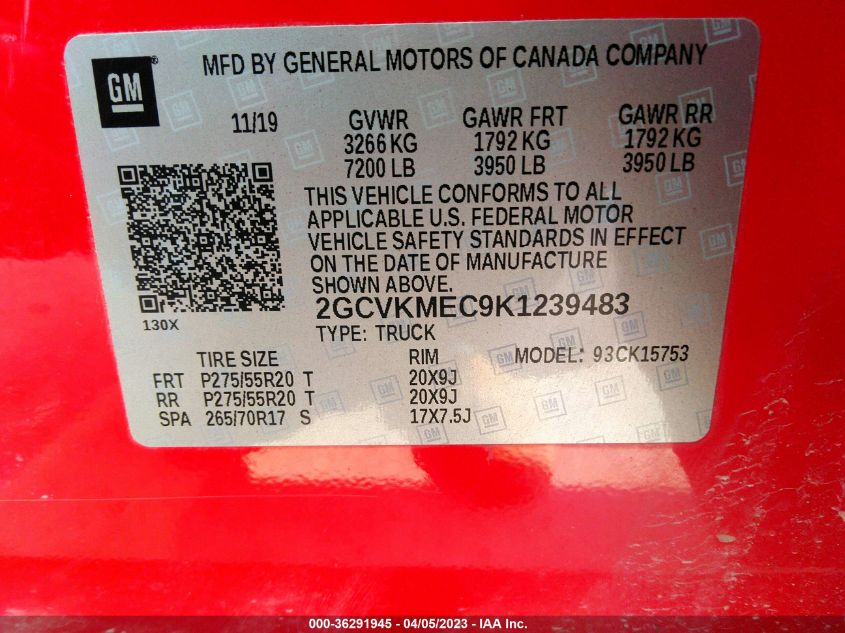 GM
MFD BY GENERAL MOTORS OF CANADA COMPANY
11/19 GVWR GAWR FRT GAWR RR
3266 KG 1792 KG 1792 KG
7200 LB 3950 LB 3950 LB
THIS VEHICLE CONFORMS TO ALL
APPLICABLE U.S. FEDERAL MOTOR
VEHICLE SAFETY STANDARDS IN EFFECT
ON THE DATE OF MANUFACTURE
SHOWN ABOVE.
2GCVKMEC9K1239483
130X
TYPE: TRUCK
TIRE SIZE RIM MODEL: 93CK15753
FRT P275/55R20 T 20X9J
RR P275/55R20 T 20X9J
SPA 265/70R17 S 17X7.5J
000-36291945 - 04/05/2023 - IAA Inc.